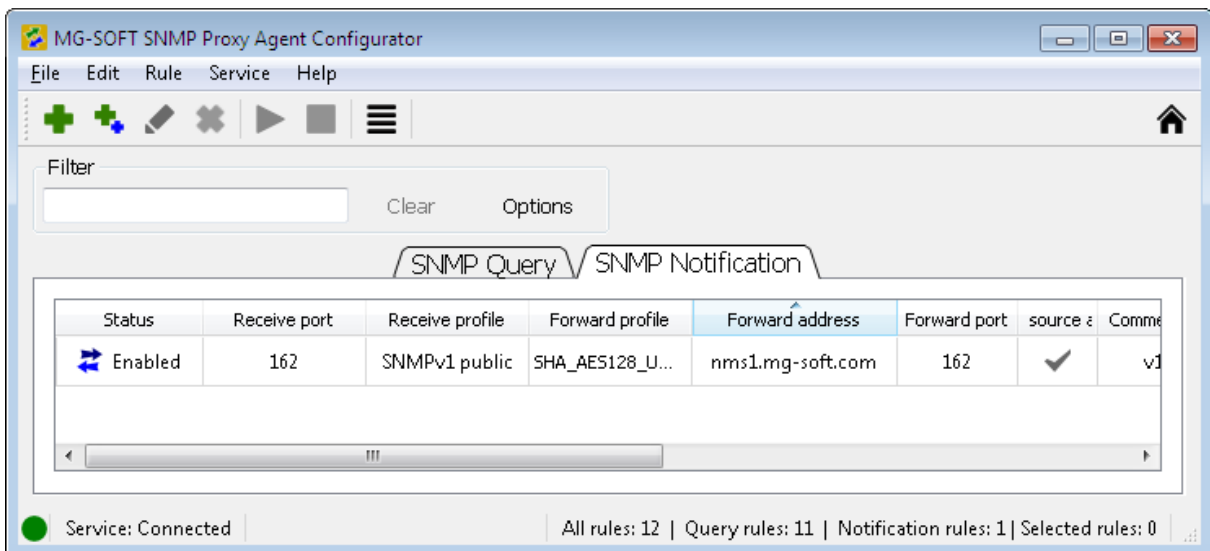 MG-SOFT SNMP Proxy Agent Configurator
File Edit Rule Service Help
Filter
Clear Options
SNMP Query SNMP Notification
Status Receive port Receive profile Forward profile Forward address Forward port source a Comme
Enabled 162 SNMPv1 public SHA_AES128_U... nms1.mg-soft.com 162 v1
Service: Connected All rules: 12 | Query rules: 11 | Notification rules: 1 | Selected rules: 0